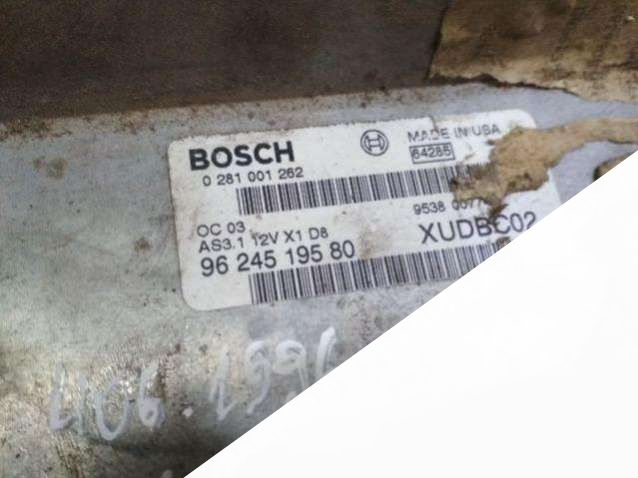 BOSCH
MADE IN USA
64285
0 281 001 262
9538
OC 03
AS3.1 12V X1 D8
XUDBC02
96 245 195 80